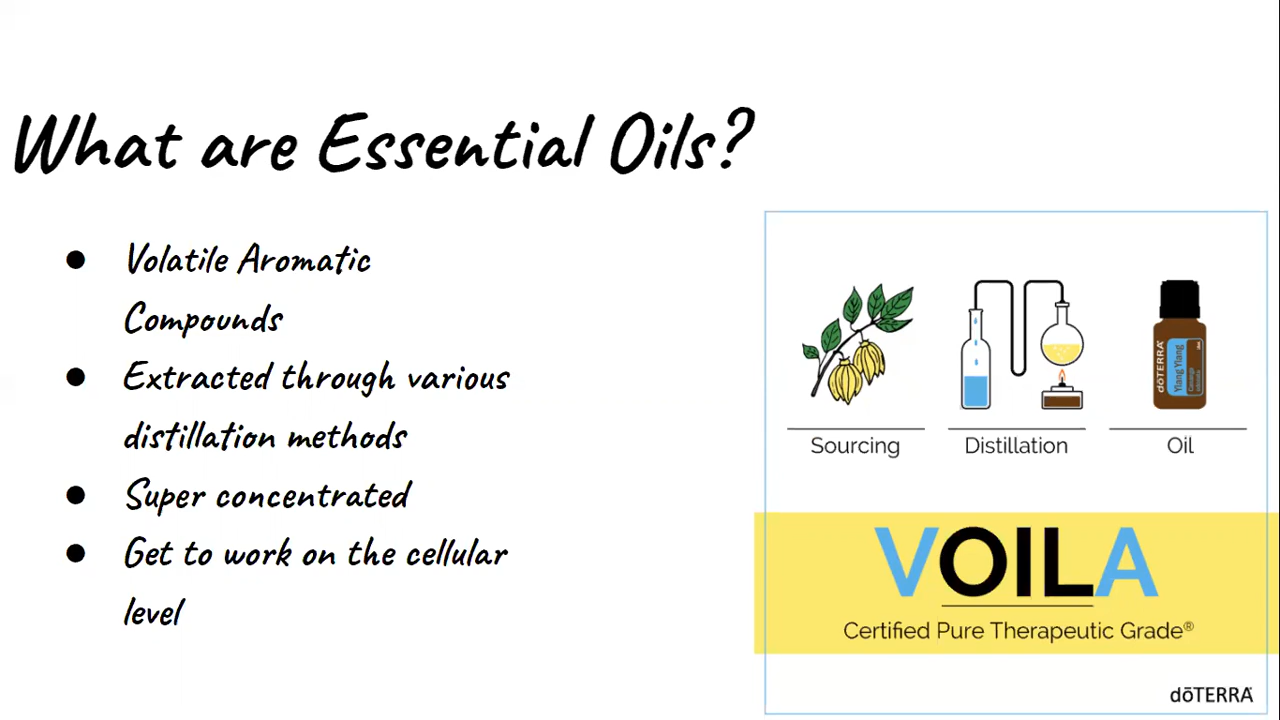 What are Essential Oils?
● Volatile Aromatic
Compounds
● Extracted through various
distillation methods
● Super concentrated
● Get to work on the cellular
level
dōTERRA
Ylang Ylang
Sourcing
Distillation
Oil
VOILA
Certified Pure Therapeutic Grade®
dōTERRA